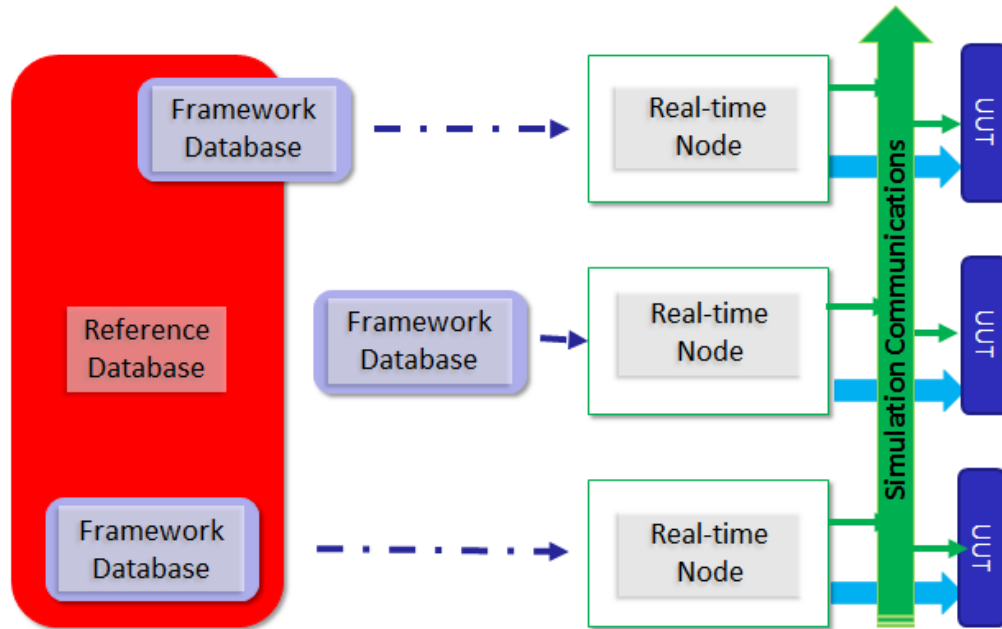 Framework
Database
Real-time
Node
UUT
Reference
Database
Framework
Database
Real-time
Node
Simulation Communications
UUT
Framework
Database
Real-time
Node
UUT